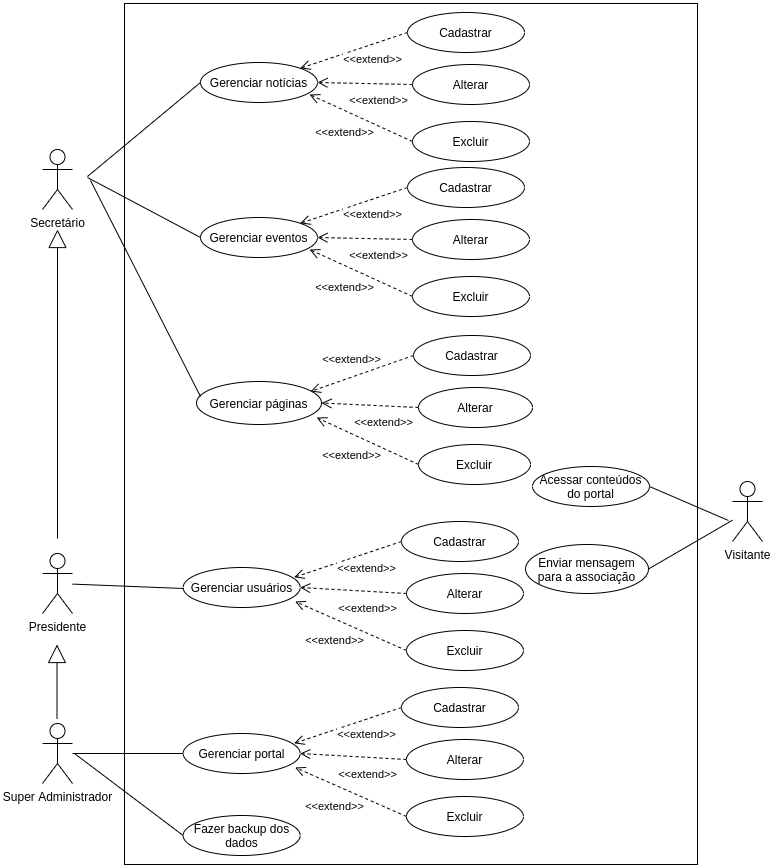 Cadastrar
<<extend>>
Gerenciar notícias
Alterar
<<extend>>
<<extend>>
Excluir
Secretário
Cadastrar
<<extend>>
Gerenciar eventos
Alterar
<<extend>>
<<extend>>
Excluir
Cadastrar
<<extend>>
Gerenciar páginas
Alterar
<<extend>>
<<extend>>
Excluir
Acessar conteúdos
do portal
Visitante
Enviar mensagem
para a associação
Cadastrar
<<extend>>
Gerenciar usuários
Alterar
<<extend>>
Presidente
<<extend>>
Excluir
Cadastrar
<<extend>>
Gerenciar portal
Alterar
<<extend>>
Super Administrador
<<extend>>
Excluir
Fazer backup dos
dados